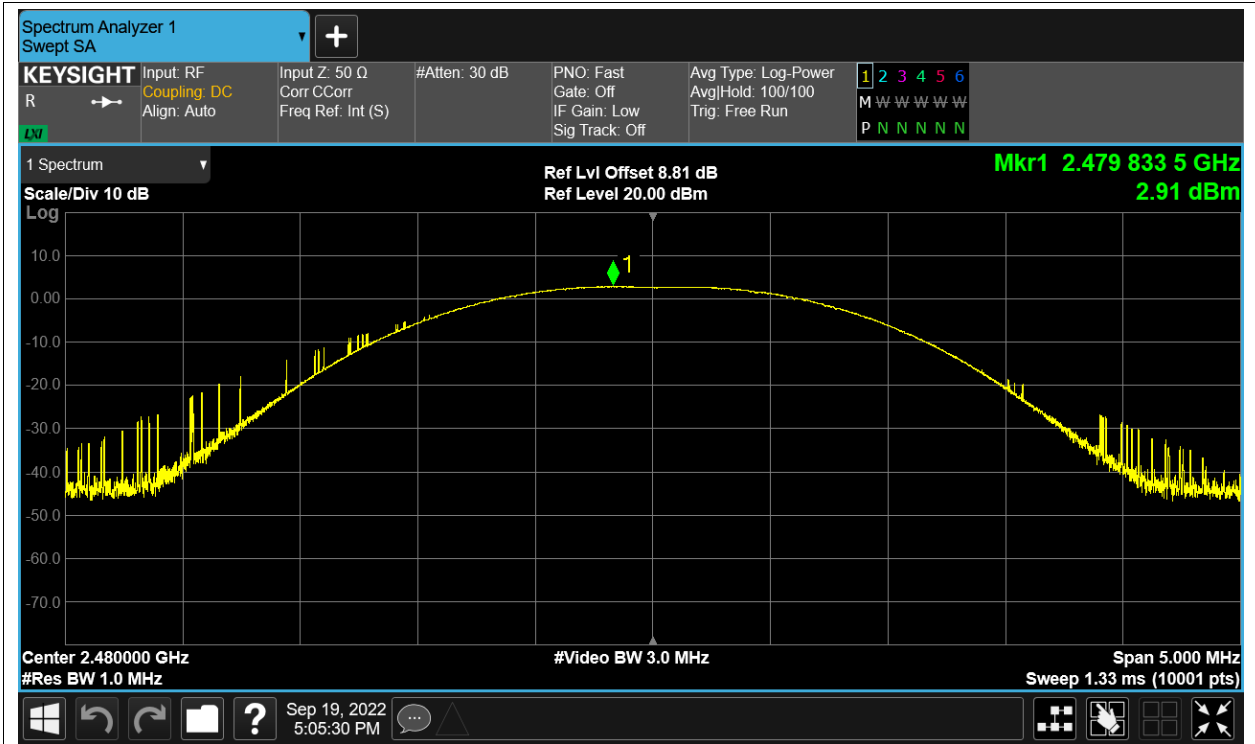 Spectrum Analyzer 1
Swept SA
KEYSIGHT
R
LXI
Input: RF
Coupling: DC
Align: Auto
Input Z: 50 Ω
Corr CCorr
Freq Ref: Int (S)
#Atten: 30 dB
PNO: Fast
Gate: Off
IF Gain: Low
Sig Track: Off
Avg Type: Log-Power
Avg|Hold: 100/100
Trig: Free Run
1 2 3 4 5 6
M W W W W W
P N N N N N
1 Spectrum
Scale/Div 10 dB
Log
Ref Lvl Offset 8.81 dB
Ref Level 20.00 dBm
Mkr1 2.479 833 5 GHz
2.91 dBm
1
10.0
0.00
-10.0
-20.0
-30.0
-40.0
-50.0
-60.0
-70.0
Center 2.480000 GHz
#Res BW 1.0 MHz
#Video BW 3.0 MHz
Span 5.000 MHz
Sweep 1.33 ms (10001 pts)
?
Sep 19, 2022
5:05:30 PM